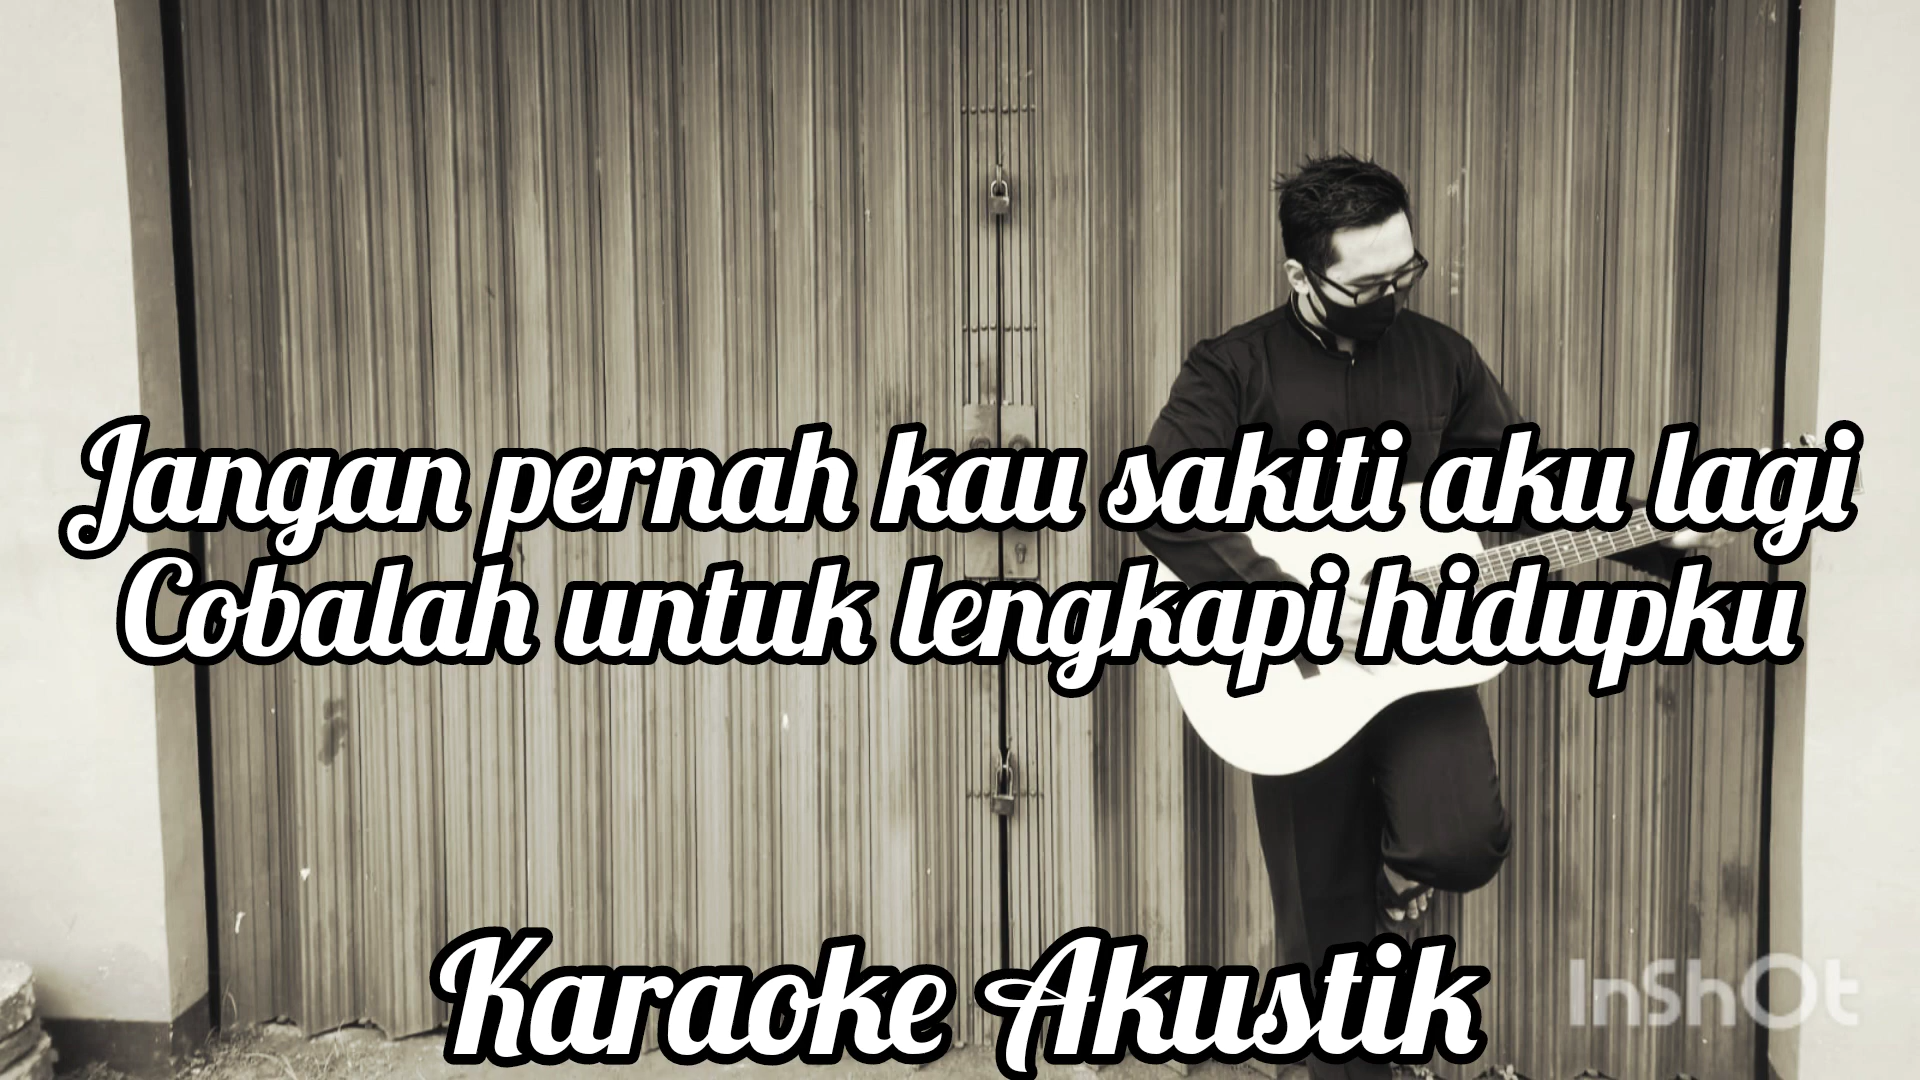 Jangan pernah kau sakiti aku lagi
Cobalah untuk lengkapi hidupku
Karaoke Akustik
InShOt